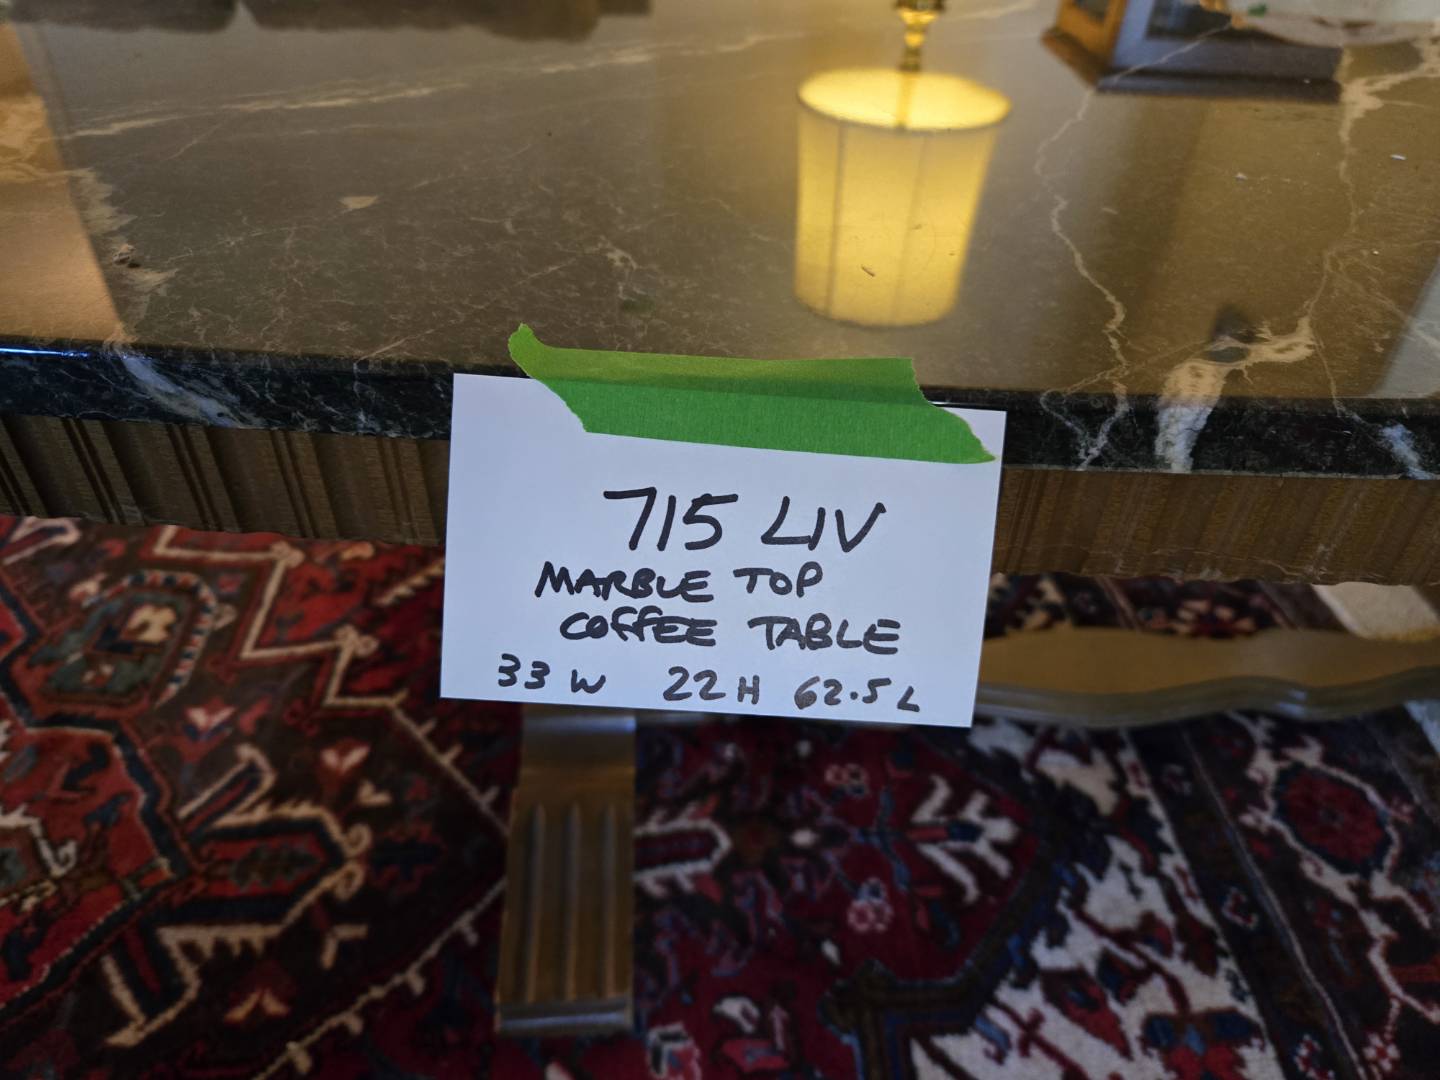 715 LIV
MARBLE TOP
COFFEE TABLE
33 W 22 H 62.5 L